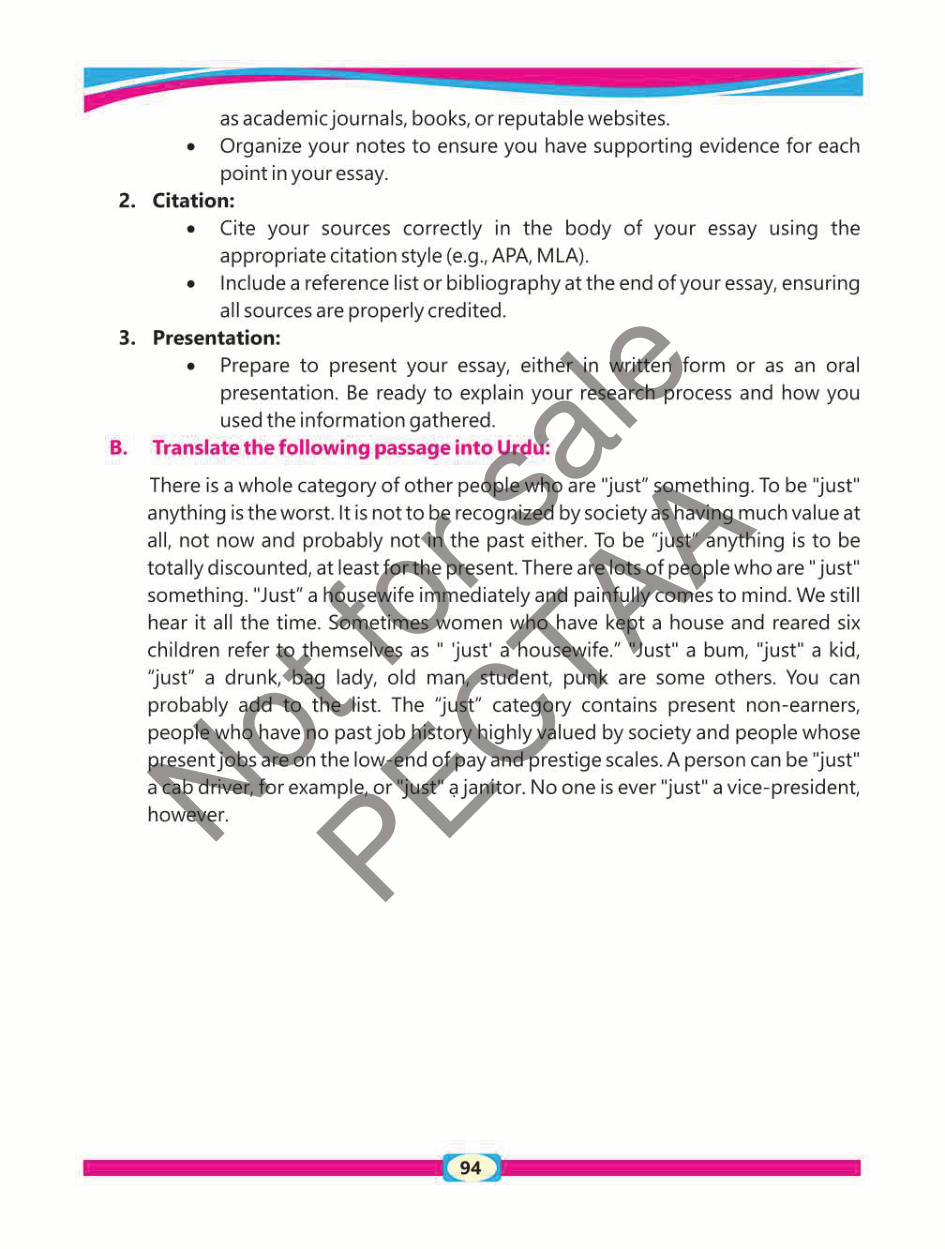 as academic journals, books, or reputable websites.
• Organize your notes to ensure you have supporting evidence for each
point in your essay.
2. Citation:
• Cite your sources correctly in the body of your essay using the
appropriate citation style (e.g., APA, MLA).
• Include a reference list or bibliography at the end of your essay, ensuring
all sources are properly credited.
3. Presentation:
• Prepare to present your essay, either in written form or as an oral
presentation. Be ready to explain your research process and how you
used the information gathered.
B. Translate the following passage into Urdu:
There is a whole category of other people who are "just” something. To be "just"
anything is the worst. It is not to be recognized by society as having much value at
all, not now and probably not in the past either. To be “just” anything is to be
totally discounted, at least for the present. There are lots of people who are " just"
something. "Just” a housewife immediately and painfully comes to mind. We still
hear it all the time. Sometimes women who have kept a house and reared six
children refer to themselves as " 'just' a housewife.” "Just" a bum, "just" a kid,
“just” a drunk, bag lady, old man, student, punk are some others. You can
probably add to the list. The “just” category contains present non-earners,
people who have no past job history highly valued by society and people whose
present jobs are on the low-end of pay and prestige scales. A person can be "just"
a cab driver, for example, or "just" ạ janitor. No one is ever "just" a vice-president,
however.
Not for sale
PECTAA
94